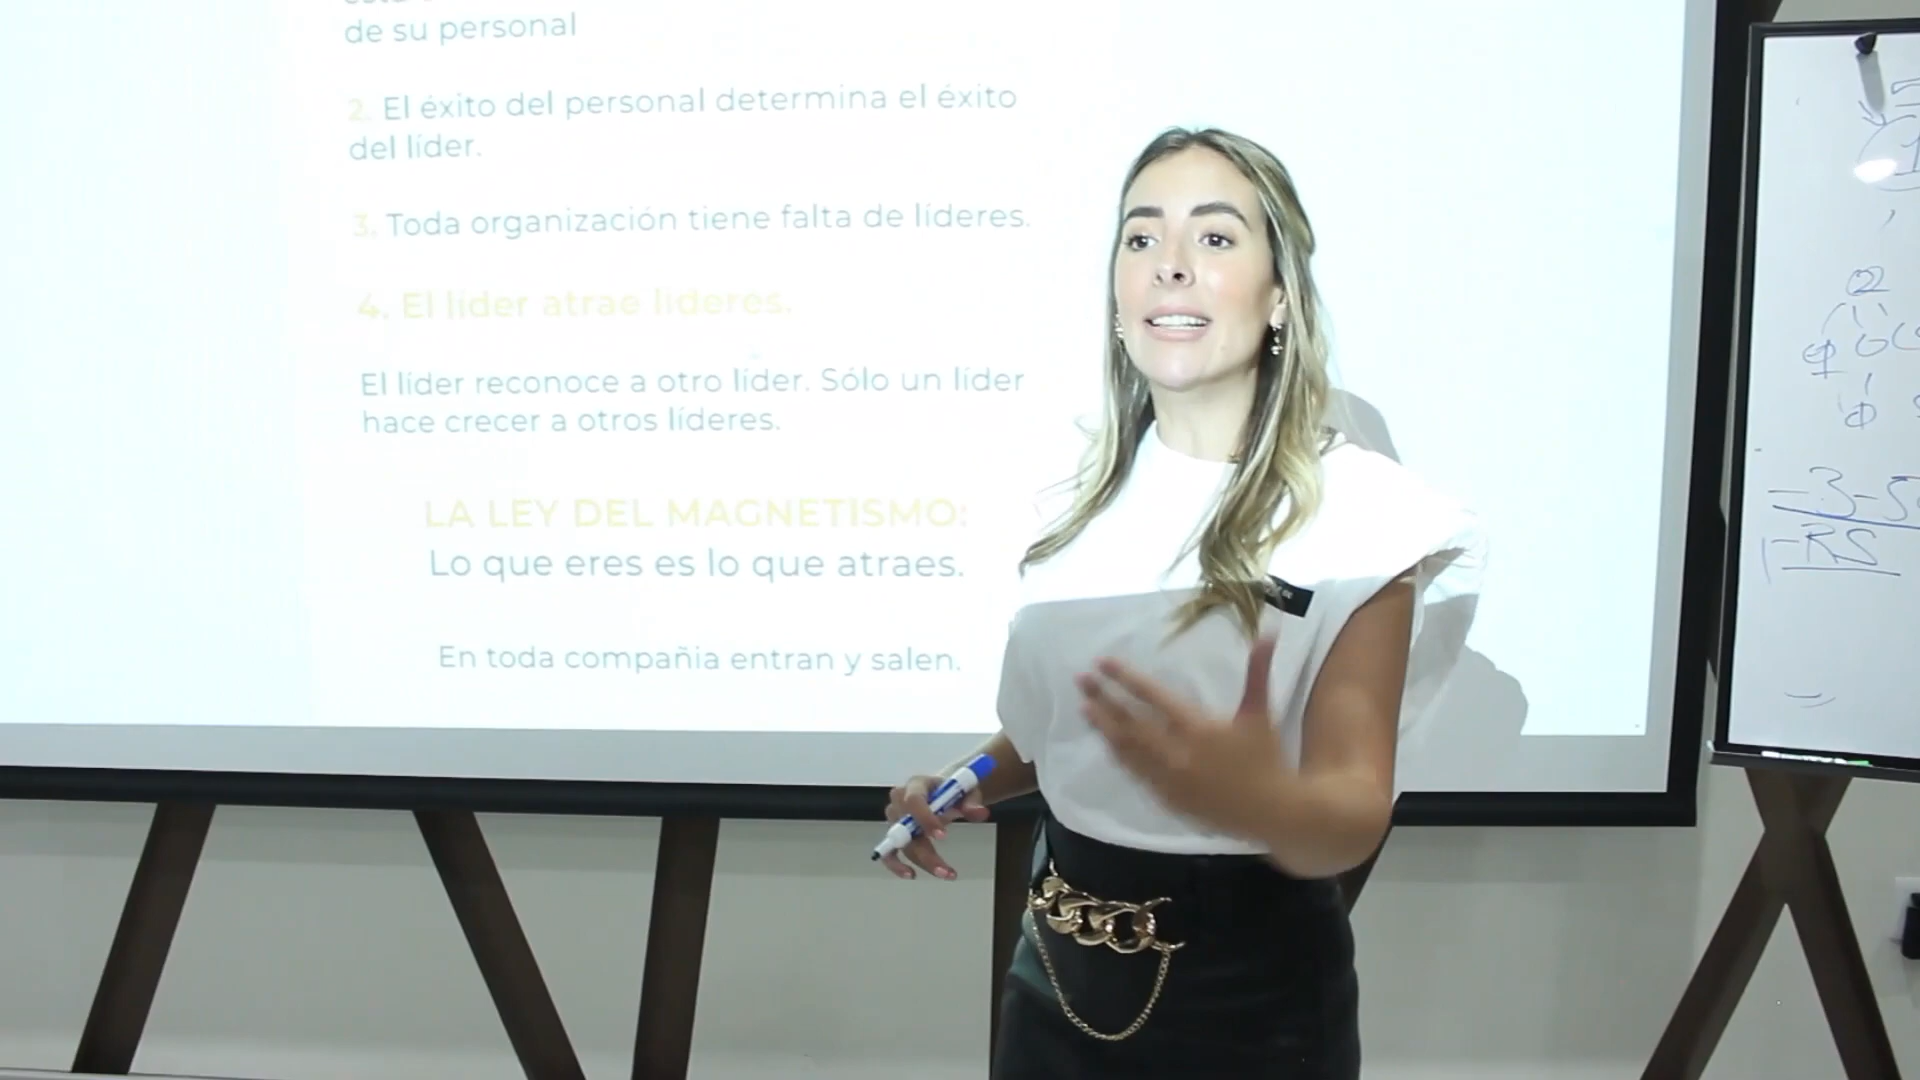 de su personal
2. El éxito del personal determina el éxito
del líder.
3. Toda organización tiene falta de líderes.
4. El líder atrae líderes.
El líder reconoce a otro líder. Sólo un líder
hace crecer a otros líderes.
LA LEY DEL MAGNETISMO:
Lo que eres es lo que atraes.
En toda compañia entran y salen.
-RS